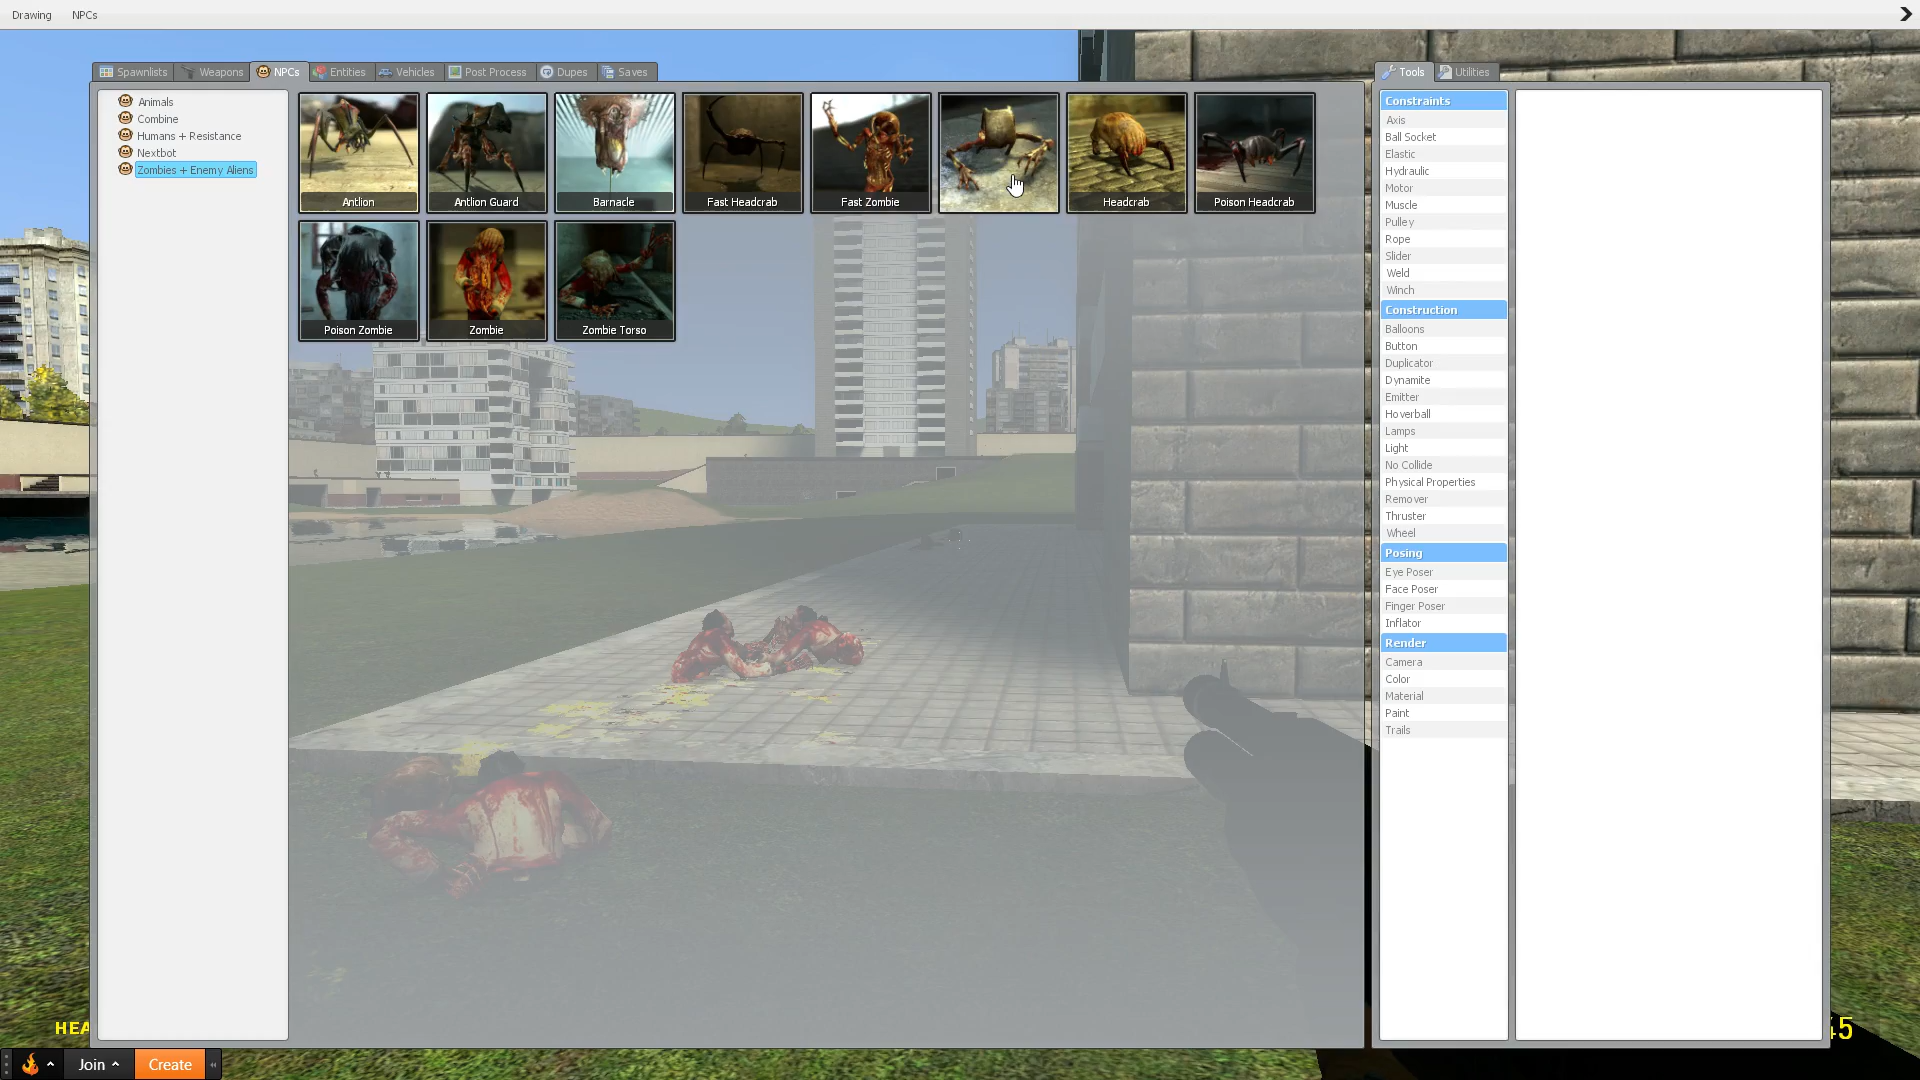 Drawing NPCs
Spawnlists Weapons NPCs Entities Vehicles Post Process Dupes Saves
Tools Utilities
Animals
Combine
Humans + Resistance
Nextbot
Zombies + Enemy Aliens
Antlion Antlion Guard Barnacle Fast Headcrab Fast Zombie Headcrab Poison Headcrab
Poison Zombie Zombie Zombie Torso
Constraints
Axis
Ball Socket
Elastic
Hydraulic
Motor
Muscle
Pulley
Rope
Slider
Weld
Winch
Construction
Balloons
Button
Duplicator
Dynamite
Emitter
Hoverball
Lamps
Light
No Collide
Physical Properties
Remover
Thruster
Wheel
Posing
Eye Poser
Face Poser
Finger Poser
Inflator
Render
Camera
Color
Material
Paint
Trails
HEA
45
Join Create